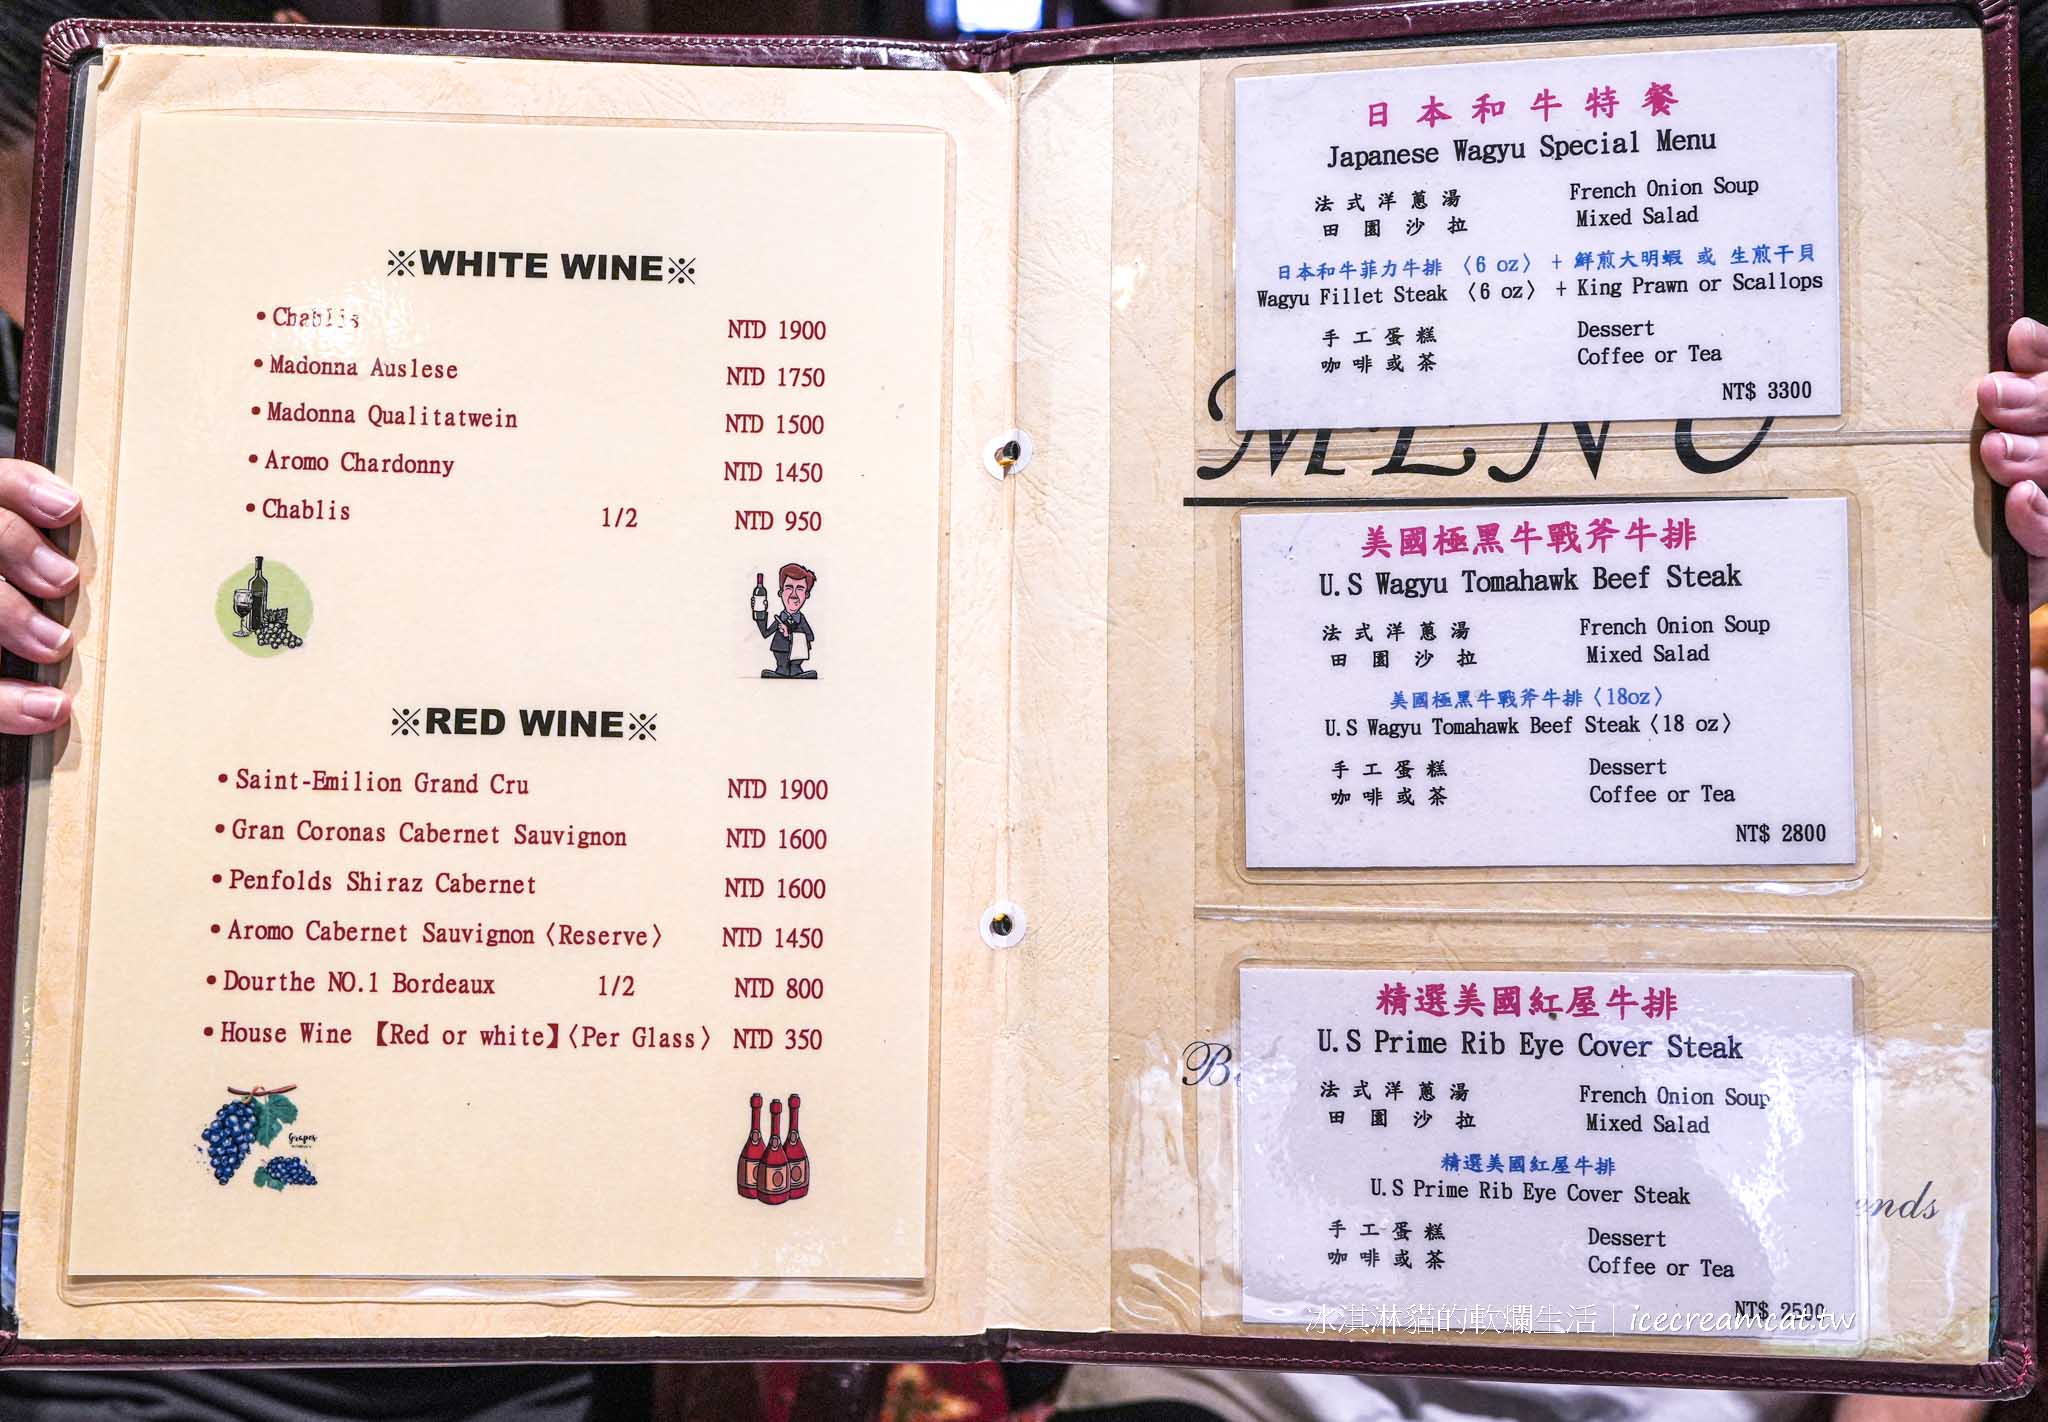 ※WHITE WINE※
•Chablis NTD 1900
•Madonna Auslese NTD 1750
•Madonna Qualitatwein NTD 1500
•Aromo Chardonny NTD 1450
•Chablis 1/2 NTD 950
※RED WINE※
•Saint-Emilion Grand Cru NTD 1900
•Gran Coronas Cabernet Sauvignon NTD 1600
•Penfolds Shiraz Cabernet NTD 1600
•Aromo Cabernet Sauvignon〈Reserve〉 NTD 1450
•Dourthe NO.1 Bordeaux 1/2 NTD 800
•House Wine 【Red or white】〈Per Glass〉 NTD 350
Grapes
日本和牛特餐
Japanese Wagyu Special Menu
法式洋蔥湯 French Onion Soup
田園沙拉 Mixed Salad
日本和牛菲力牛排〈6 oz〉+ 鮮煎大明蝦 或 生煎干貝
Wagyu Fillet Steak 〈6 oz〉 + King Prawn or Scallops
手工蛋糕 Dessert
咖啡或茶 Coffee or Tea
NT$ 3300
MENU
美國極黑牛戰斧牛排
U.S Wagyu Tomahawk Beef Steak
法式洋蔥湯 French Onion Soup
田園沙拉 Mixed Salad
美國極黑牛戰斧牛排〈18oz〉
U.S Wagyu Tomahawk Beef Steak〈18 oz〉
手工蛋糕 Dessert
咖啡或茶 Coffee or Tea
NT$ 2800
精選美國紅屋牛排
U.S Prime Rib Eye Cover Steak
法式洋蔥湯 French Onion Soup
田園沙拉 Mixed Salad
精選美國紅屋牛排
U.S Prime Rib Eye Cover Steak
手工蛋糕 Dessert
咖啡或茶 Coffee or Tea
NT$ 2500
冰淇淋貓的軟爛生活｜icecreamcat.tw